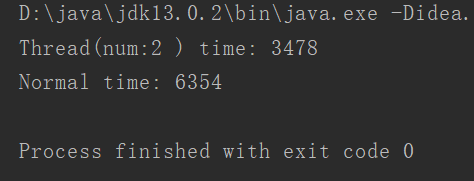 D:\java\jdk13.0.2\bin\java.exe -Didea.
Thread(num:2 ) time: 3478
Normal time: 6354
Process finished with exit code 0